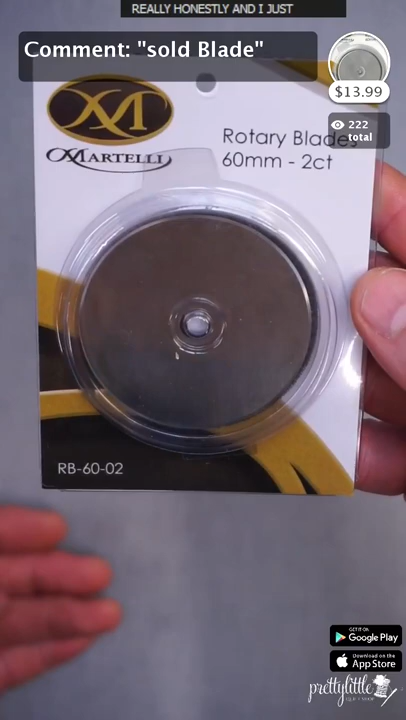 REALLY HONESTLY AND I JUST
Comment: "sold Blade"
$13.99
222
total
XM
MARTELLI
Rotary Blades
60mm - 2ct
RB-60-02
GET IT ON
Google Play
Download on the
App Store
prettylittle